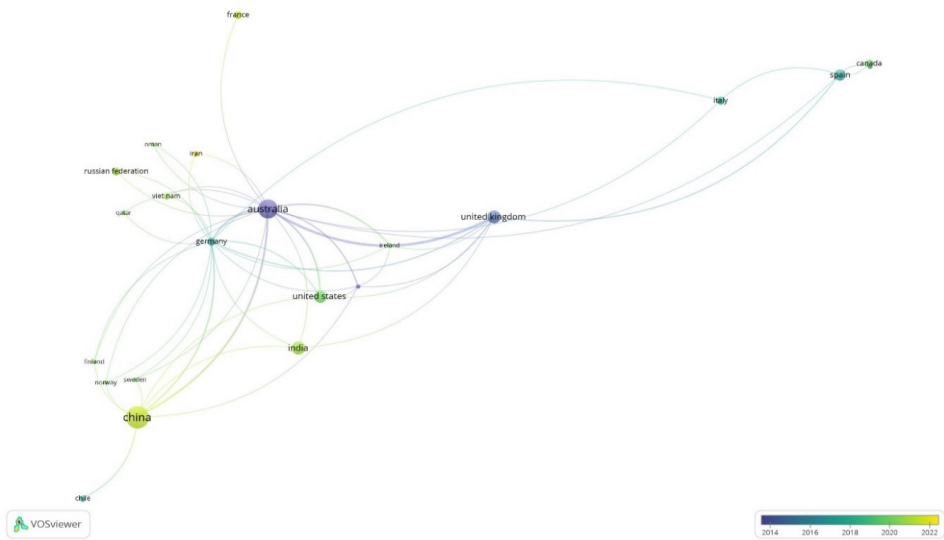 france
canada
spain
italy
oman
iran
russian federation
viet nam
qatar
australia
united kingdom
germany
ireland
united states
india
finland
norway
sweden
china
chile
VOSviewer
2014 2016 2018 2020 2022